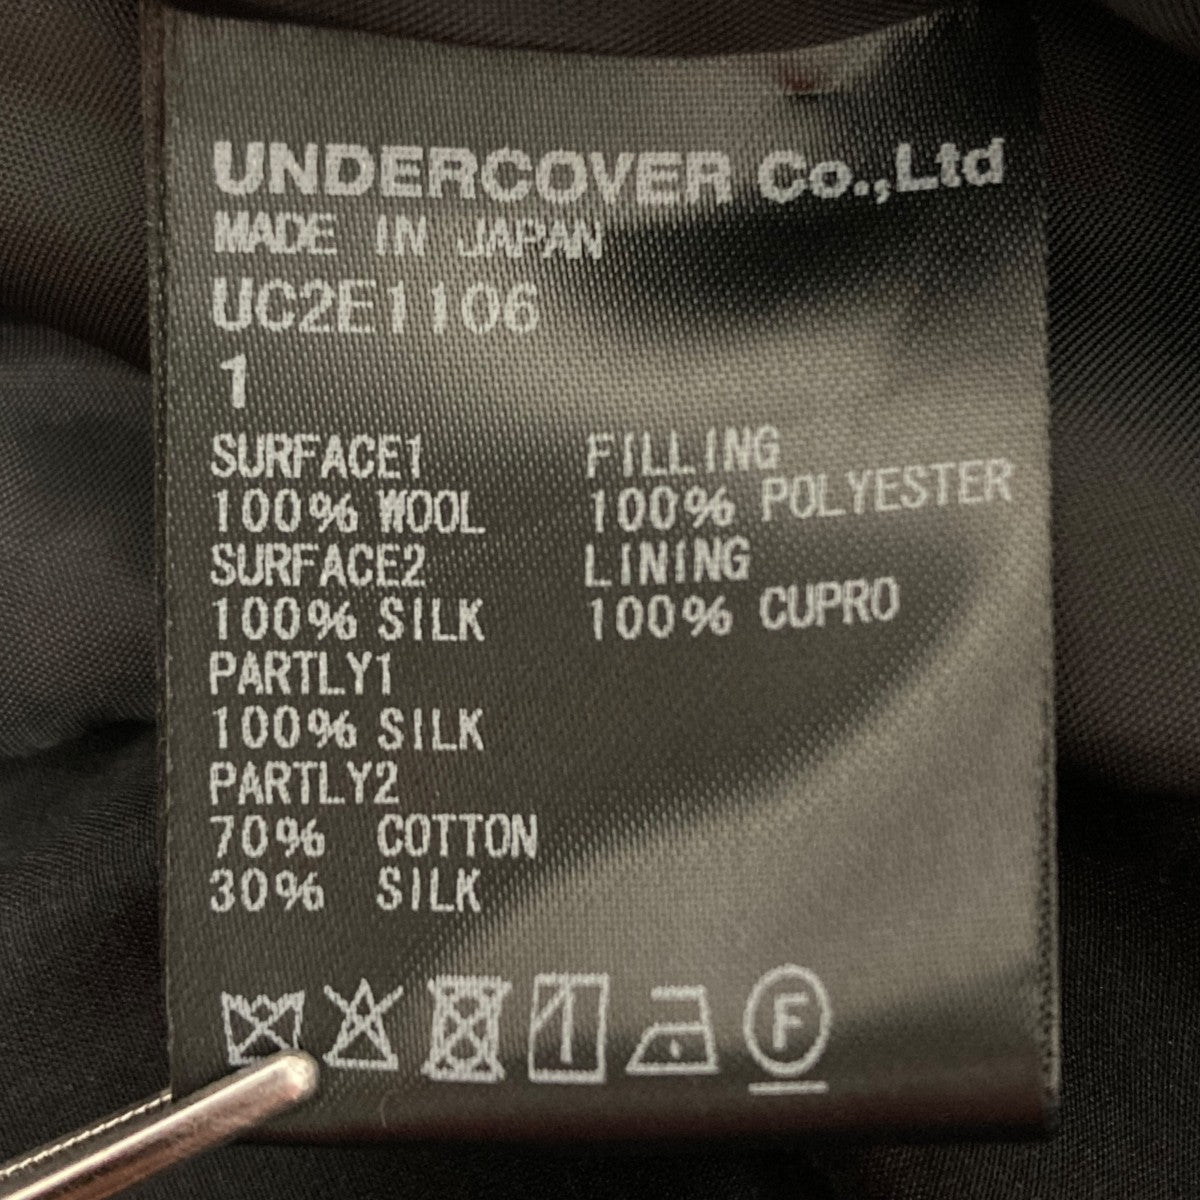 UNDERCOVER Co.,Ltd
MADE IN JAPAN
UC2E1106
1
SURFACE1
100% WOOL
SURFACE2
100% SILK
PARTLY1
100% SILK
PARTLY2
70% COTTON
30% SILK
FILLING
100% POLYESTER
LINING
100% CUPRO
F